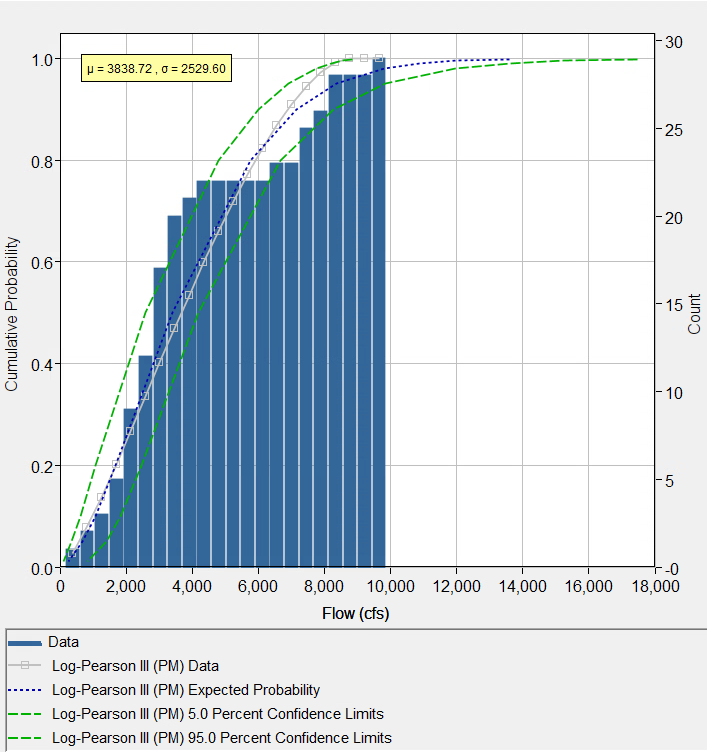 μ = 3838.72 , σ = 2529.60
Cumulative Probability
1.0
0.8
0.6
0.4
0.2
0.0
30
25
20
15
10
5
-0
Count
0 2,000 4,000 6,000 8,000 10,000 12,000 14,000 16,000 18,000
Flow (cfs)
Data
Log-Pearson III (PM) Data
Log-Pearson III (PM) Expected Probability
Log-Pearson III (PM) 5.0 Percent Confidence Limits
Log-Pearson III (PM) 95.0 Percent Confidence Limits